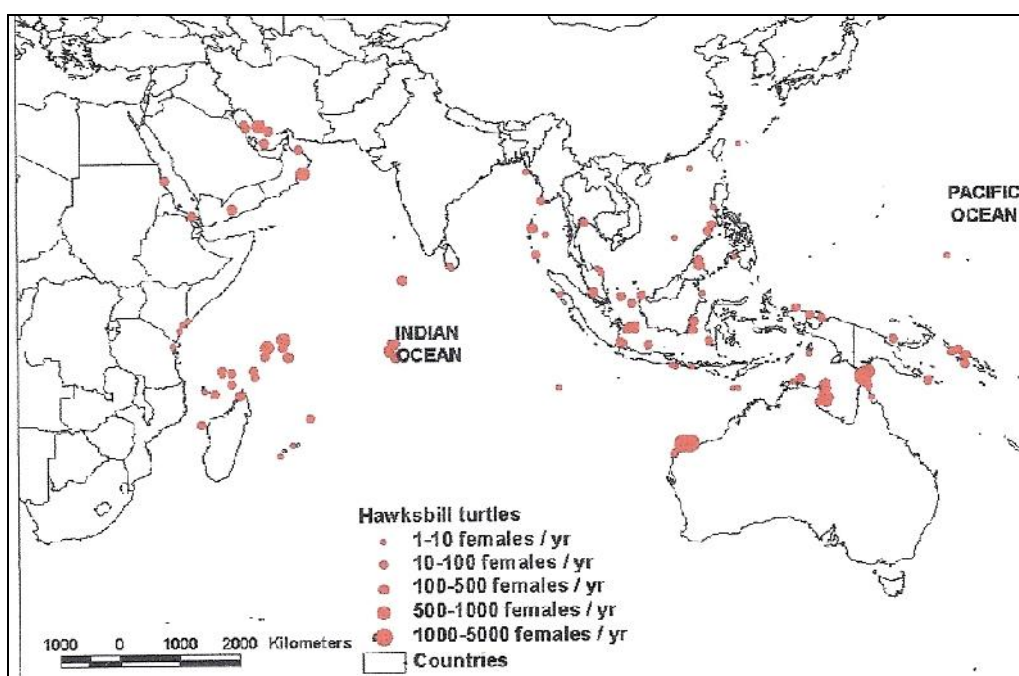 PACIFIC
OCEAN
INDIAN
OCEAN
Hawksbill turtles
1-10 females / yr
10-100 females / yr
100-500 females / yr
500-1000 females / yr
1000-5000 females / yr
Countries
1000 0 1000 2000 Kilometers